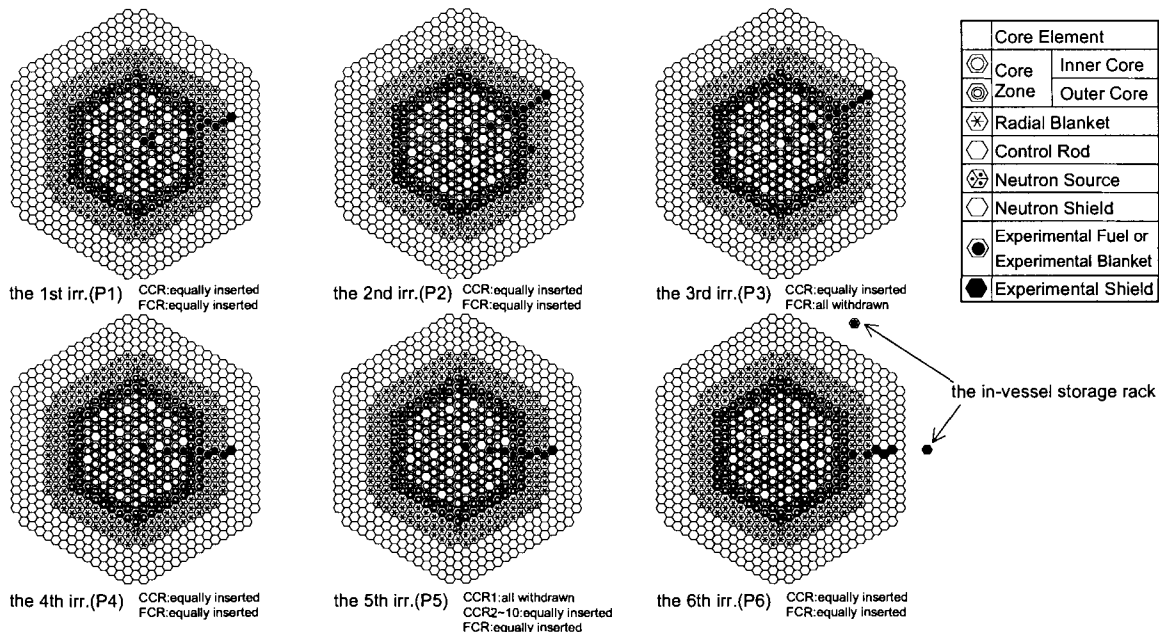 Core Element
Core
Zone
Inner Core
Outer Core
Radial Blanket
Control Rod
Neutron Source
Neutron Shield
Experimental Fuel or
Experimental Blanket
Experimental Shield
the 1st irr.(P1) CCR:equally inserted
FCR:equally inserted
the 2nd irr.(P2) CCR:equally inserted
FCR:equally inserted
the 3rd irr.(P3) CCR:equally inserted
FCR:all withdrawn
the in-vessel storage rack
the 4th irr.(P4) CCR:equally inserted
FCR:equally inserted
the 5th irr.(P5) CCR1:all withdrawn
CCR2~10:equally inserted
FCR:equally inserted
the 6th irr.(P6) CCR:equally inserted
FCR:equally inserted